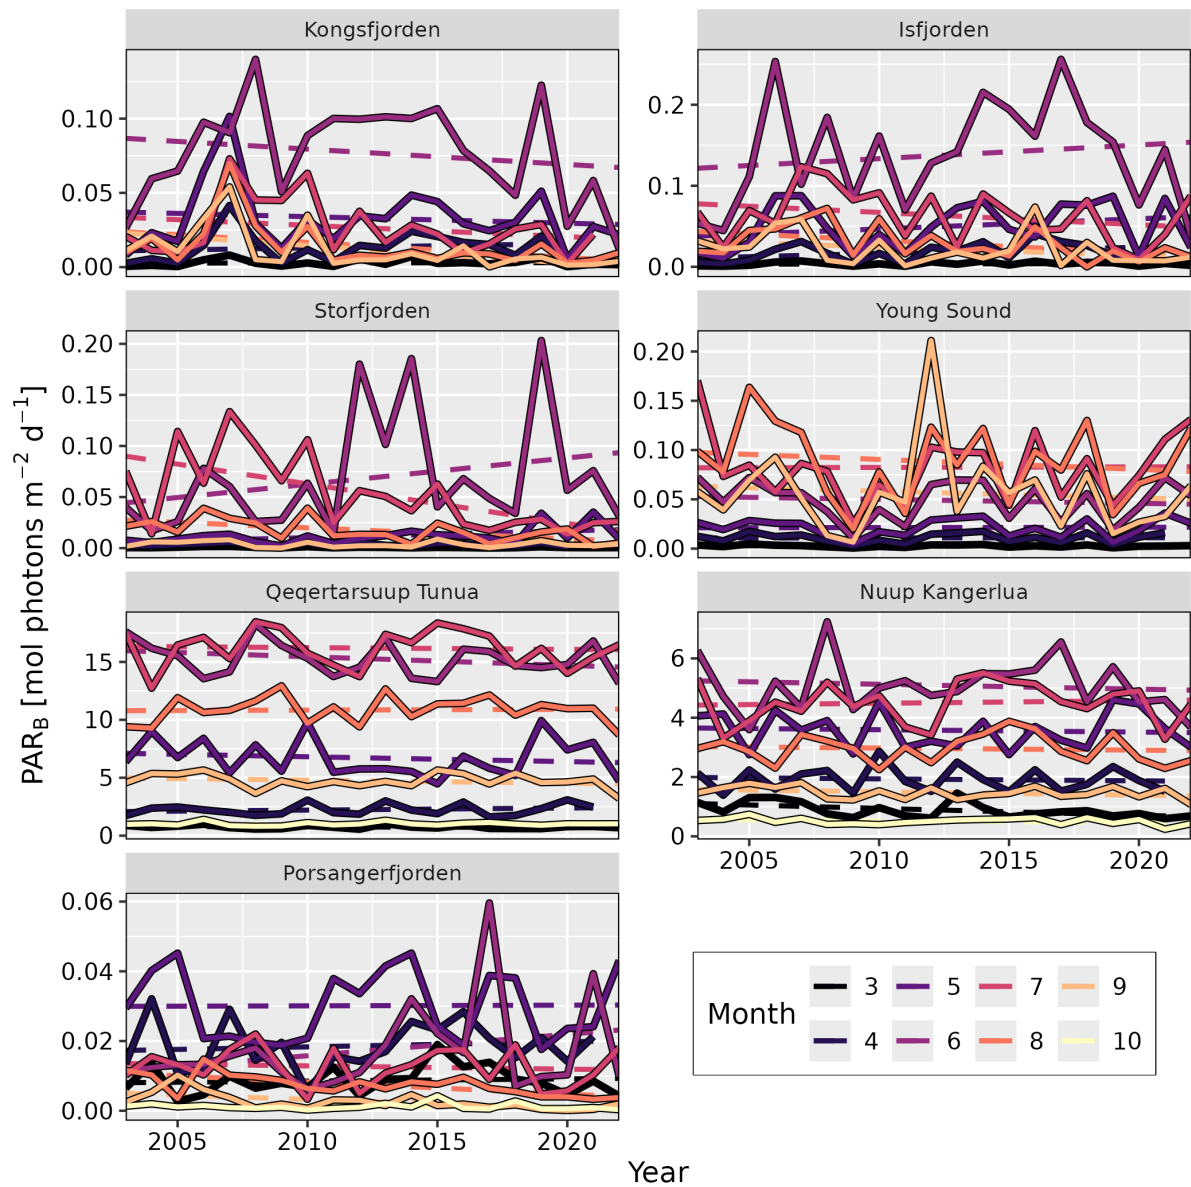 Kongsfjorden
Isfjorden
0.10
0.05
0.00
0.2
0.1
0.0
Storfjorden
Young Sound
0.20
0.15
0.10
0.05
0.00
0.20
0.15
0.10
0.05
0.00
PAR_B [mol photons m⁻² d⁻¹]
Qeqertarsuup Tunua
Nuup Kangerlua
15
10
5
0
6
4
2
0
2005 2010 2015 2020
Porsangerfjorden
0.06
0.04
0.02
0.00
2005 2010 2015 2020
Month
3 5 7 9
4 6 8 10
Year